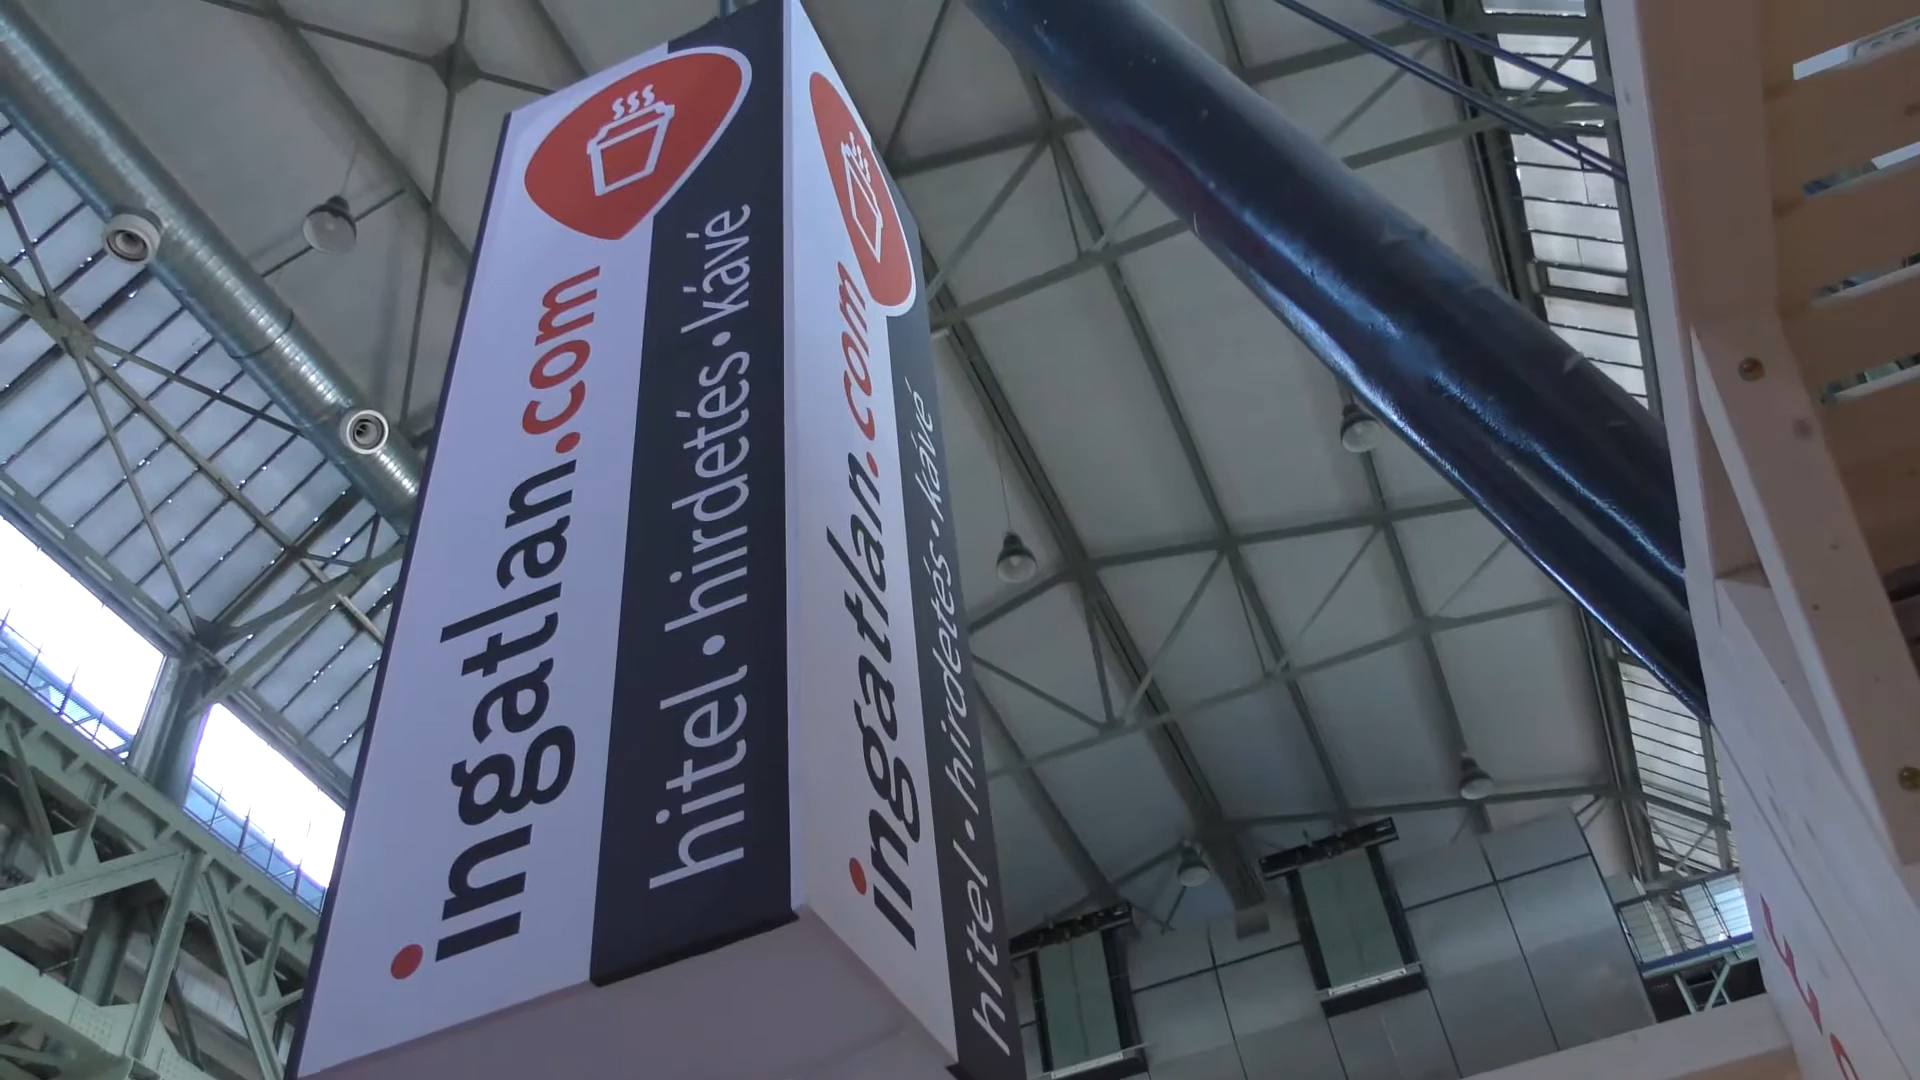 ingatlan.com
hitel • hirdetés • kávé
ingatlan.com
hitel • hirdetés • kávé